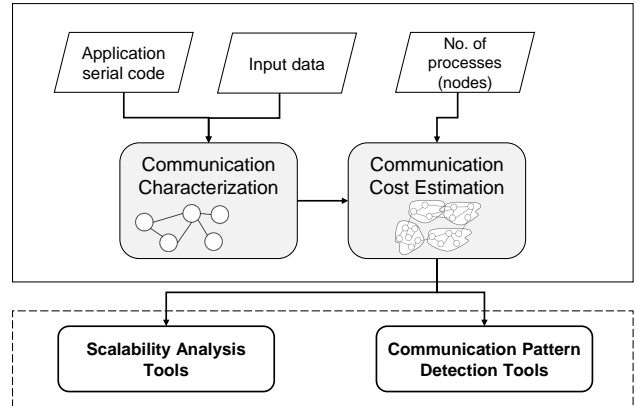 Application
serial code
Input data
No. of
processes
(nodes)
Communication
Characterization
Communication
Cost Estimation
Scalability Analysis
Tools
Communication Pattern
Detection Tools